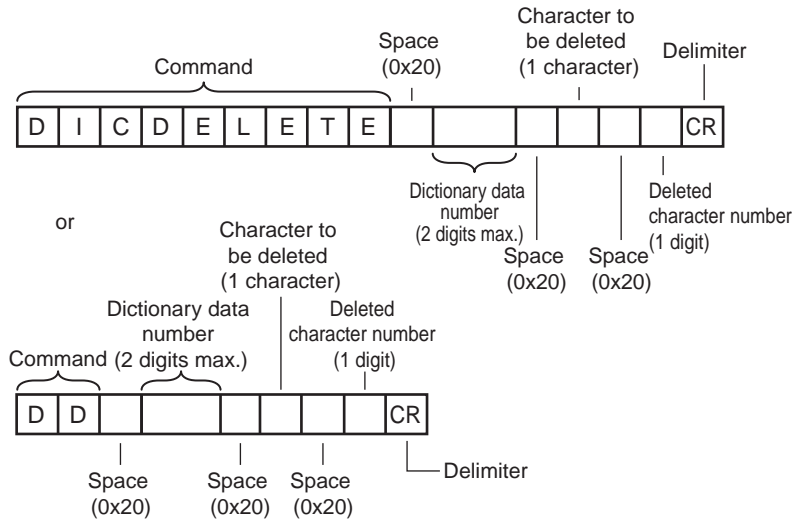 Command
Space
(0x20)
Character to
be deleted
(1 character)
Delimiter
D I C D E L E T E CR
Dictionary data
number
(2 digits max.)
Space
(0x20)
Space
(0x20)
Deleted
character number
(1 digit)
or
Command
Dictionary data
number
(2 digits max.)
Character to
be deleted
(1 character)
Deleted
character number
(1 digit)
D D CR
Space
(0x20)
Space
(0x20)
Space
(0x20)
Delimiter